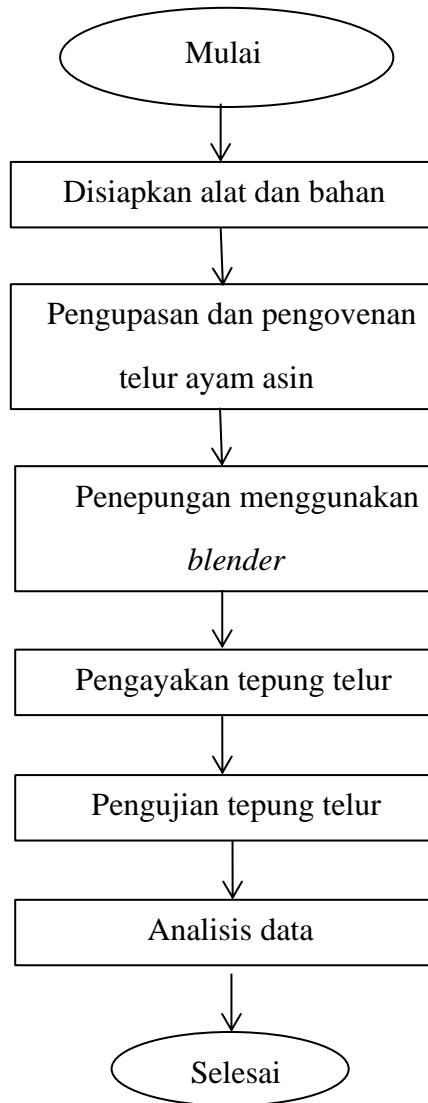 Mulai
Disiapkan alat dan bahan
Pengupasan dan pengovenan
telur ayam asin
Penepungan menggunakan
blender
Pengayakan tepung telur
Pengujian tepung telur
Analisis data
Selesai